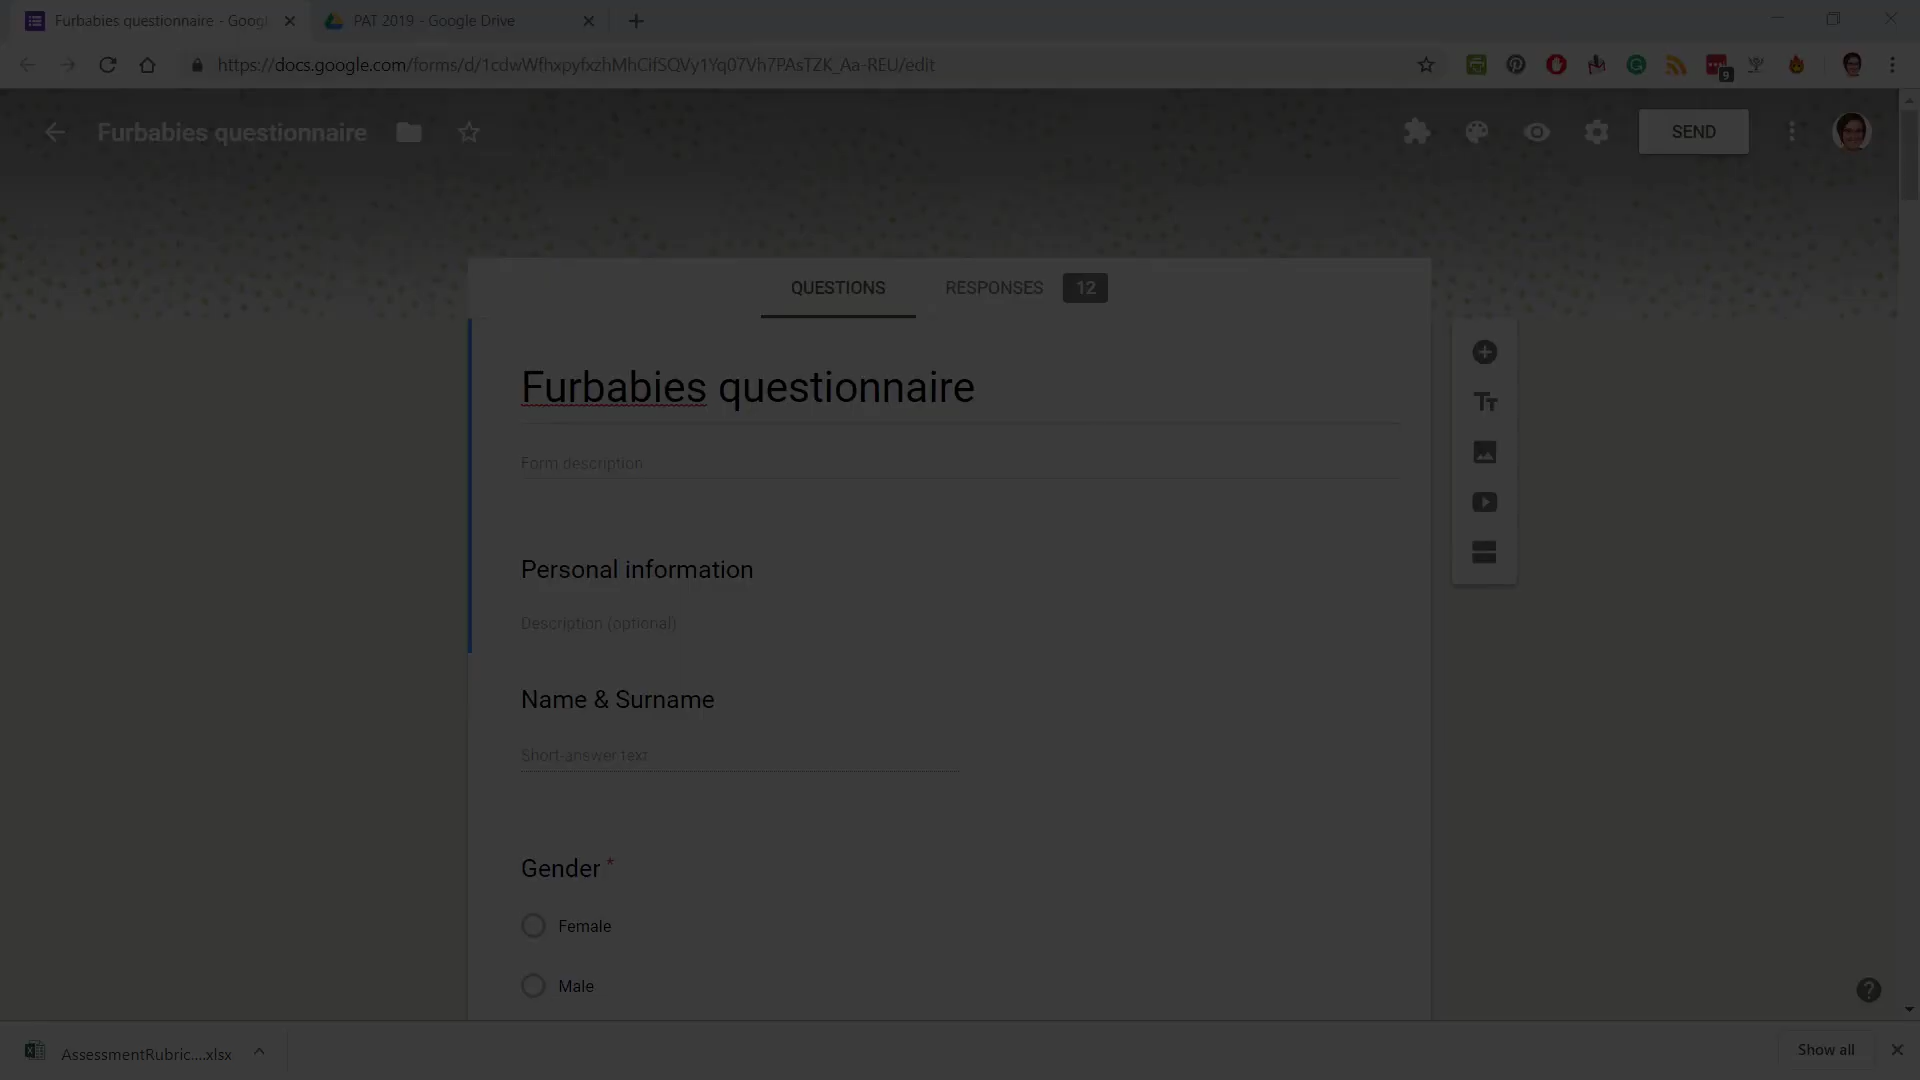 Furbabies questionnaire - Goog
PAT 2019 - Google Drive
https://docs.google.com/forms/d/1cdwWfhxpyfxzhMhCifSQVy1Yq07Vh7PAsTZK_Aa-REU/edit
9
Furbabies questionnaire
SEND
QUESTIONS
RESPONSES 12
Furbabies questionnaire
Form description
Personal information
Description (optional)
Name & Surname
Short-answer text
Gender *
Female
Male
AssessmentRubric....xlsx
Show all